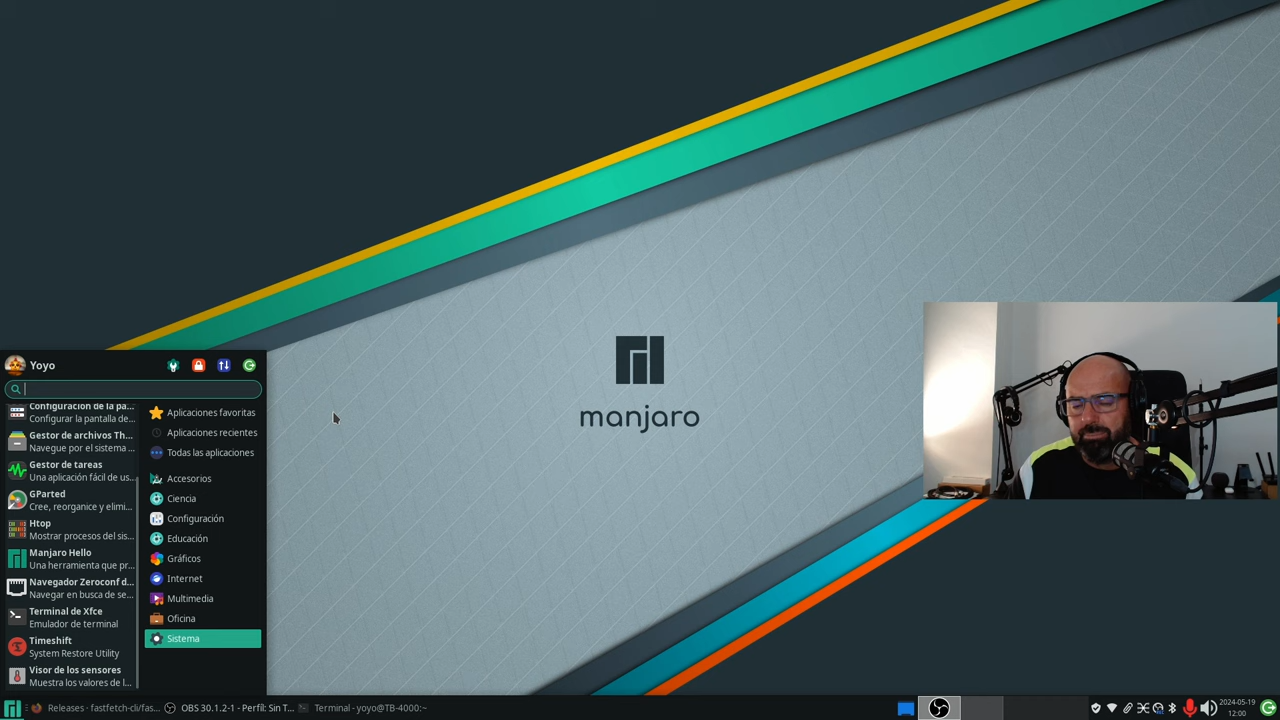 manjaro
Yoyo
Configuración de la pa...
Configurar la pantalla de...
Gestor de archivos Th...
Navegue por el sistema ...
Gestor de tareas
Una aplicación fácil de us...
GParted
Cree, reorganice y elimi...
Htop
Mostrar procesos del sis...
Manjaro Hello
Una herramienta que pr...
Navegador Zeroconf d...
Navegar en busca de se...
Terminal de Xfce
Emulador de terminal
Timeshift
System Restore Utility
Visor de los sensores
Muestra los valores de l...
Aplicaciones favoritas
Aplicaciones recientes
Todas las aplicaciones
Accesorios
Ciencia
Configuración
Educación
Gráficos
Internet
Multimedia
Oficina
Sistema
Releases · fastfetch-cli/fas...
OBS 30.1.2-1 - Perfil: Sin T...
Terminal - yoyo@TB-4000:~
2024-05-19
12:00